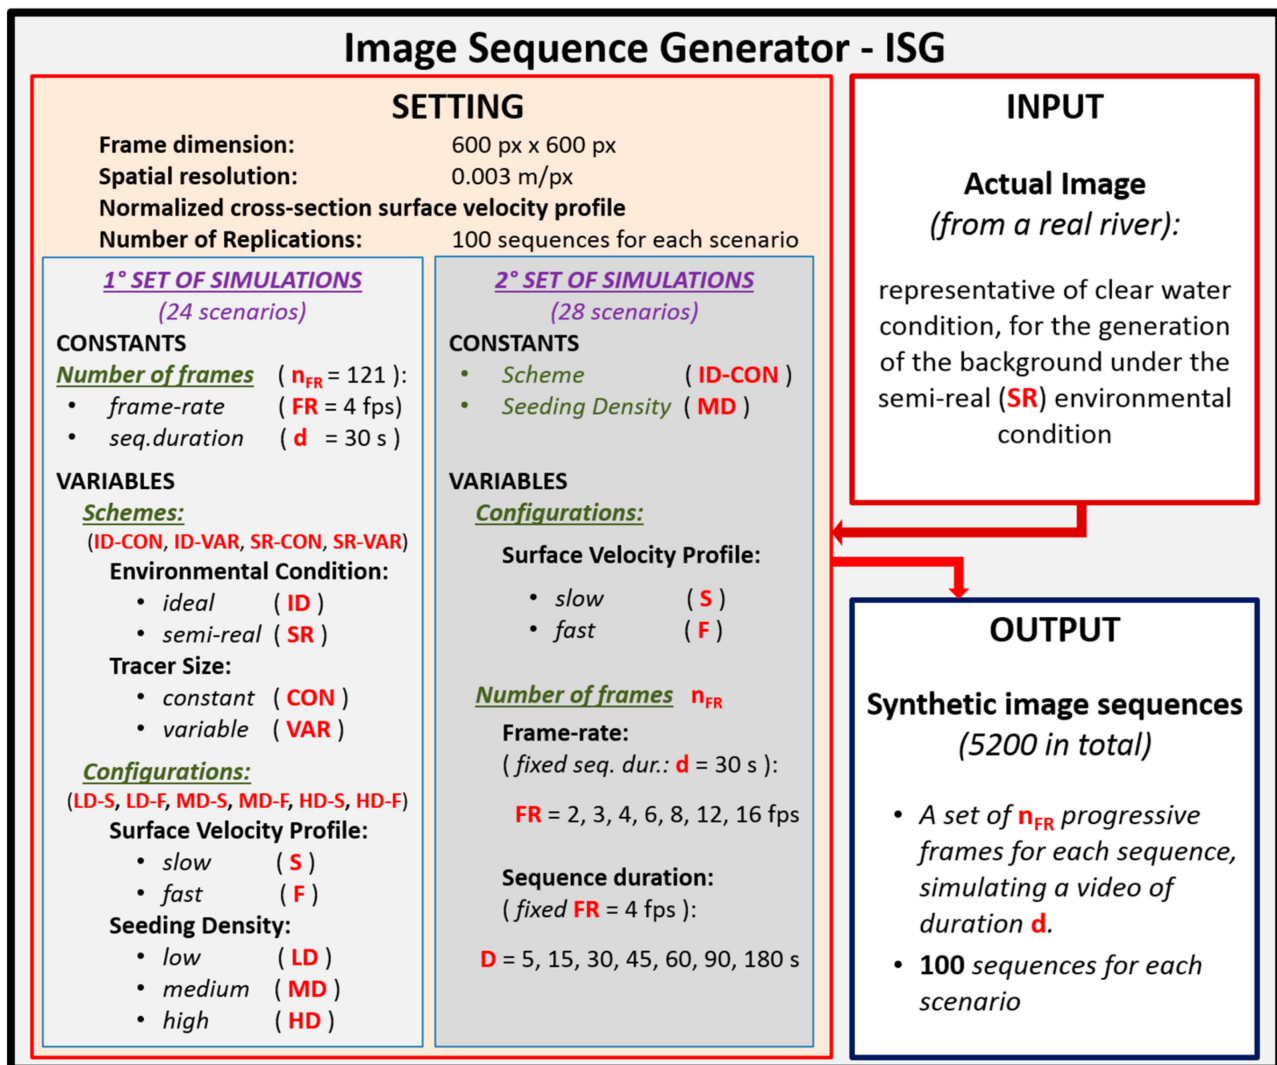 Image Sequence Generator - ISG
SETTING
Frame dimension: 600 px x 600 px
Spatial resolution: 0.003 m/px
Normalized cross-section surface velocity profile
Number of Replications: 100 sequences for each scenario
1° SET OF SIMULATIONS
(24 scenarios)
CONSTANTS
Number of frames ( nFR = 121 ):
• frame-rate ( FR = 4 fps)
• seq.duration ( d = 30 s )
VARIABLES
Schemes:
(ID-CON, ID-VAR, SR-CON, SR-VAR)
Environmental Condition:
• ideal ( ID )
• semi-real ( SR )
Tracer Size:
• constant ( CON )
• variable ( VAR )
Configurations:
(LD-S, LD-F, MD-S, MD-F, HD-S, HD-F)
Surface Velocity Profile:
• slow ( S )
• fast ( F )
Seeding Density:
• low ( LD )
• medium ( MD )
• high ( HD )
2° SET OF SIMULATIONS
(28 scenarios)
CONSTANTS
• Scheme ( ID-CON )
• Seeding Density ( MD )
VARIABLES
Configurations:
Surface Velocity Profile:
• slow ( S )
• fast ( F )
Number of frames nFR
Frame-rate:
( fixed seq. dur.: d = 30 s ):
FR = 2, 3, 4, 6, 8, 12, 16 fps
Sequence duration:
( fixed FR = 4 fps ):
D = 5, 15, 30, 45, 60, 90, 180 s
INPUT
Actual Image
(from a real river):
representative of clear water
condition, for the generation
of the background under the
semi-real (SR) environmental
condition
OUTPUT
Synthetic image sequences
(5200 in total)
• A set of nFR progressive
frames for each sequence,
simulating a video of
duration d.
• 100 sequences for each
scenario